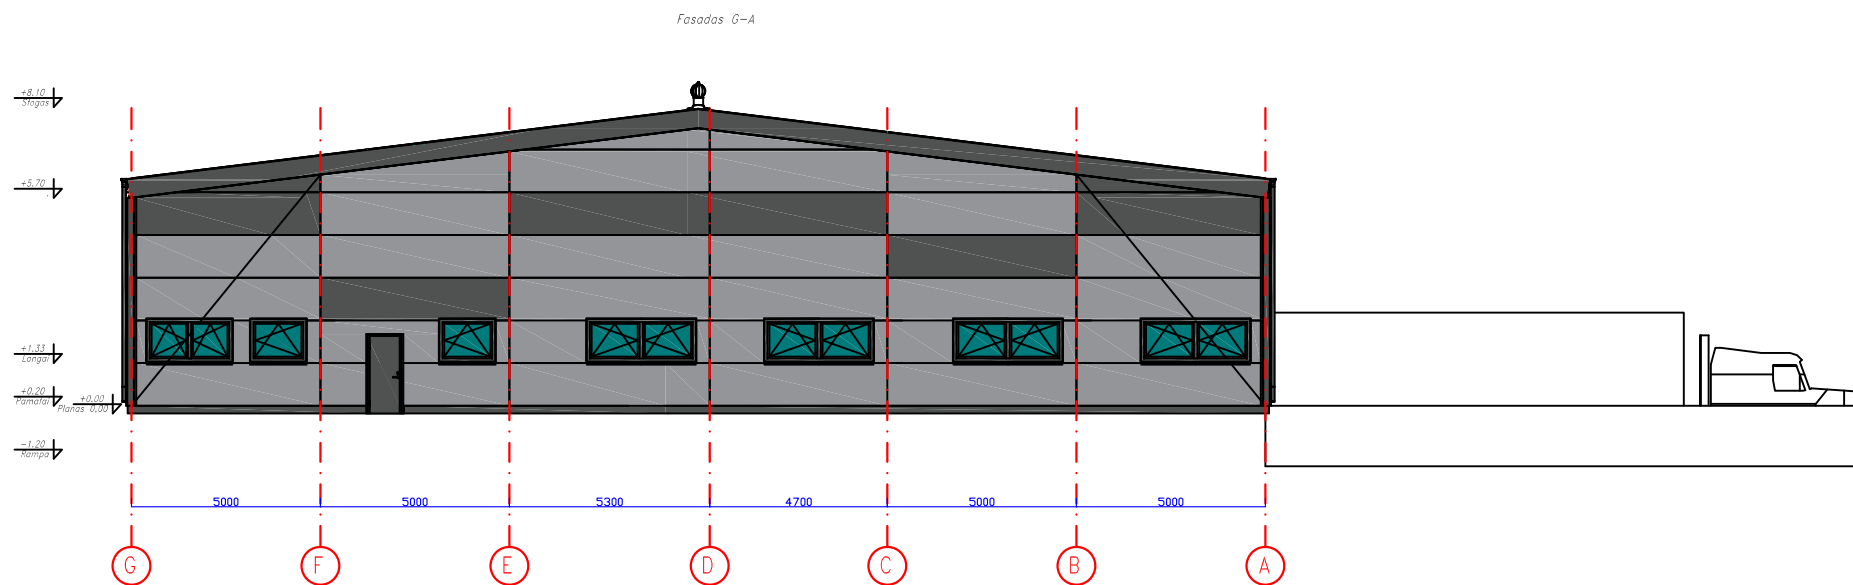 Fasadas G-A
+8.10
Stogas
+5.70
+1.33
Langai
+0.20
Pamatai
+0.00
Planas 0,00
-1.20
Rampa
5000 5000 5300 4700 5000 5000
G F E D C B A